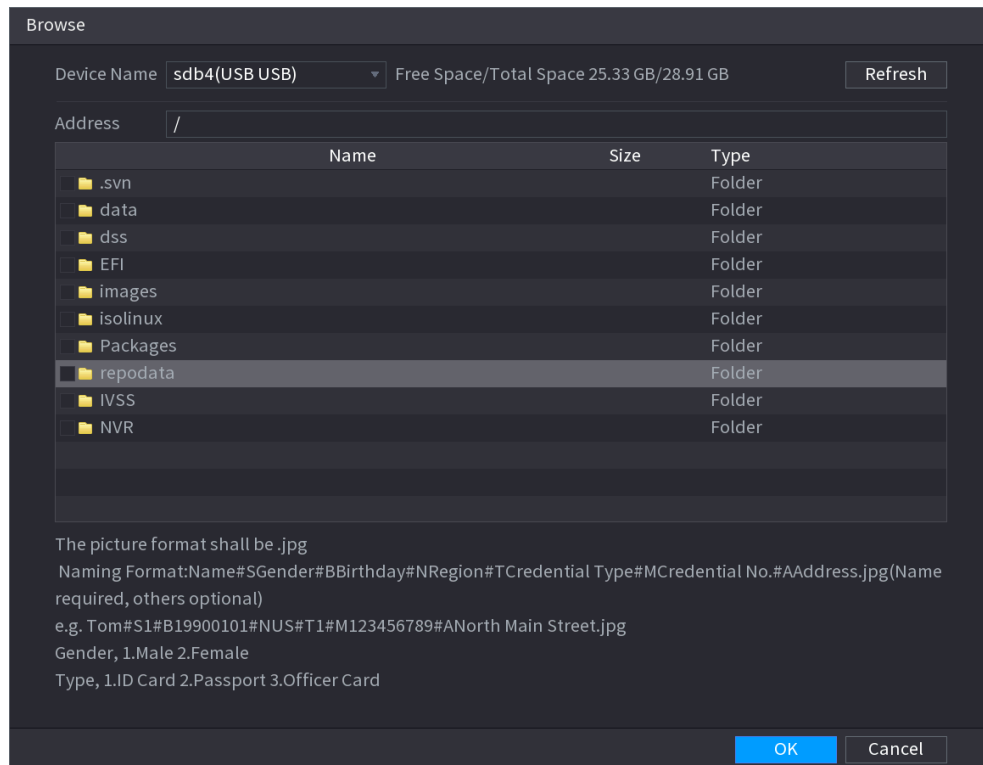 Browse
Device Name sdb4(USB USB) Free Space/Total Space 25.33 GB/28.91 GB Refresh
Address /
Name Size Type
.svn Folder
data Folder
dss Folder
EFI Folder
images Folder
isolinux Folder
Packages Folder
repodata Folder
IVSS Folder
NVR Folder
The picture format shall be .jpg
Naming Format:Name#SGender#BBirthday#NRegion#TCredential Type#MCredential No.#AAddress.jpg(Name
required, others optional)
e.g. Tom#S1#B19900101#NUS#T1#M123456789#ANorth Main Street.jpg
Gender, 1.Male 2.Female
Type, 1.ID Card 2.Passport 3.Officer Card
OK Cancel